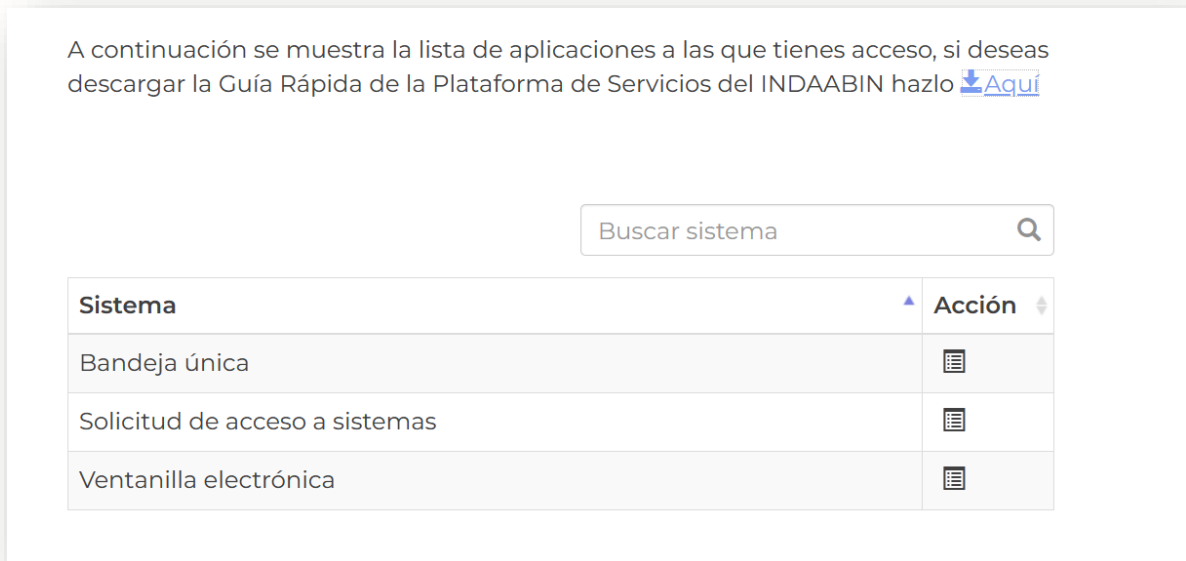 A continuación se muestra la lista de aplicaciones a las que tienes acceso, si deseas
descargar la Guía Rápida de la Plataforma de Servicios del INDAABIN hazlo Aquí
Buscar sistema
Sistema Acción
Bandeja única
Solicitud de acceso a sistemas
Ventanilla electrónica